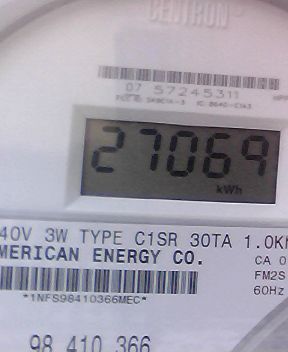 CENTRON
07 57245311
27069
kWh
40V 3W TYPE C1SR 30TA 1.0K
MERICAN ENERGY CO.
CA 0
FM2S
60Hz
*1NFS98410366MEC*
98 410 366